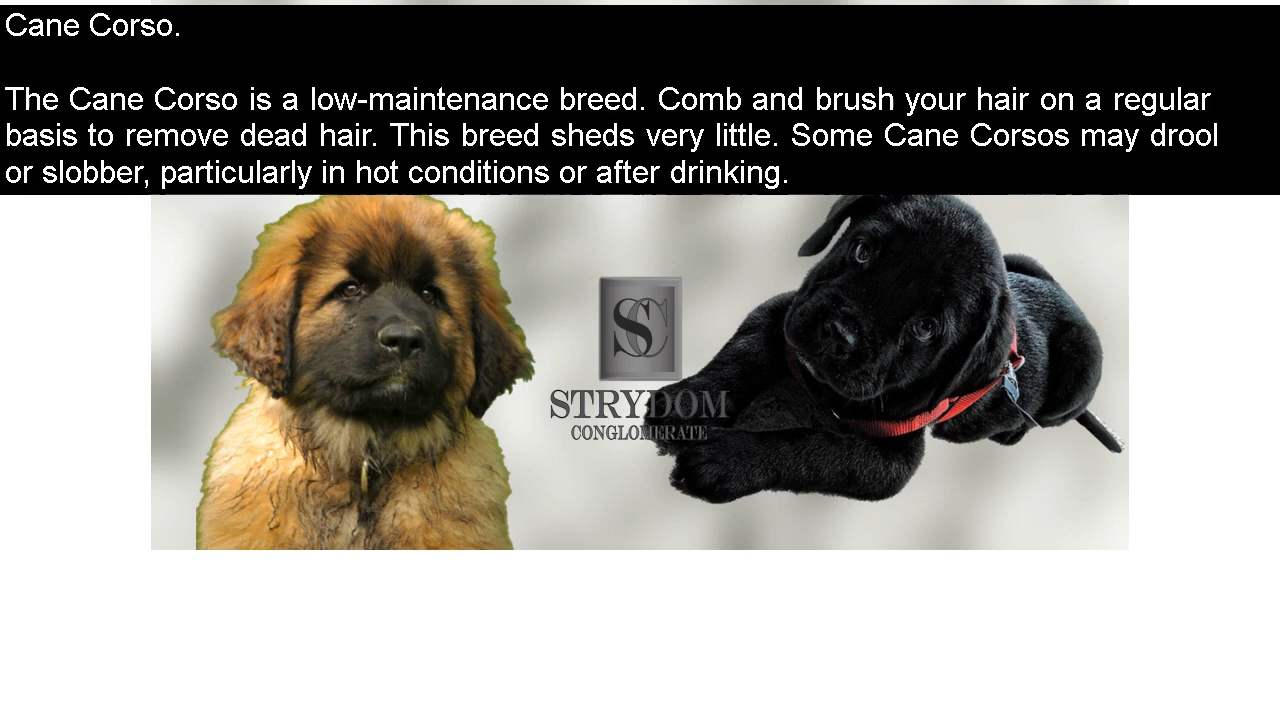 Cane Corso.
The Cane Corso is a low-maintenance breed. Comb and brush your hair on a regular
basis to remove dead hair. This breed sheds very little. Some Cane Corsos may drool
or slobber, particularly in hot conditions or after drinking.
SC
STRYDOM
CONGLOMERATE